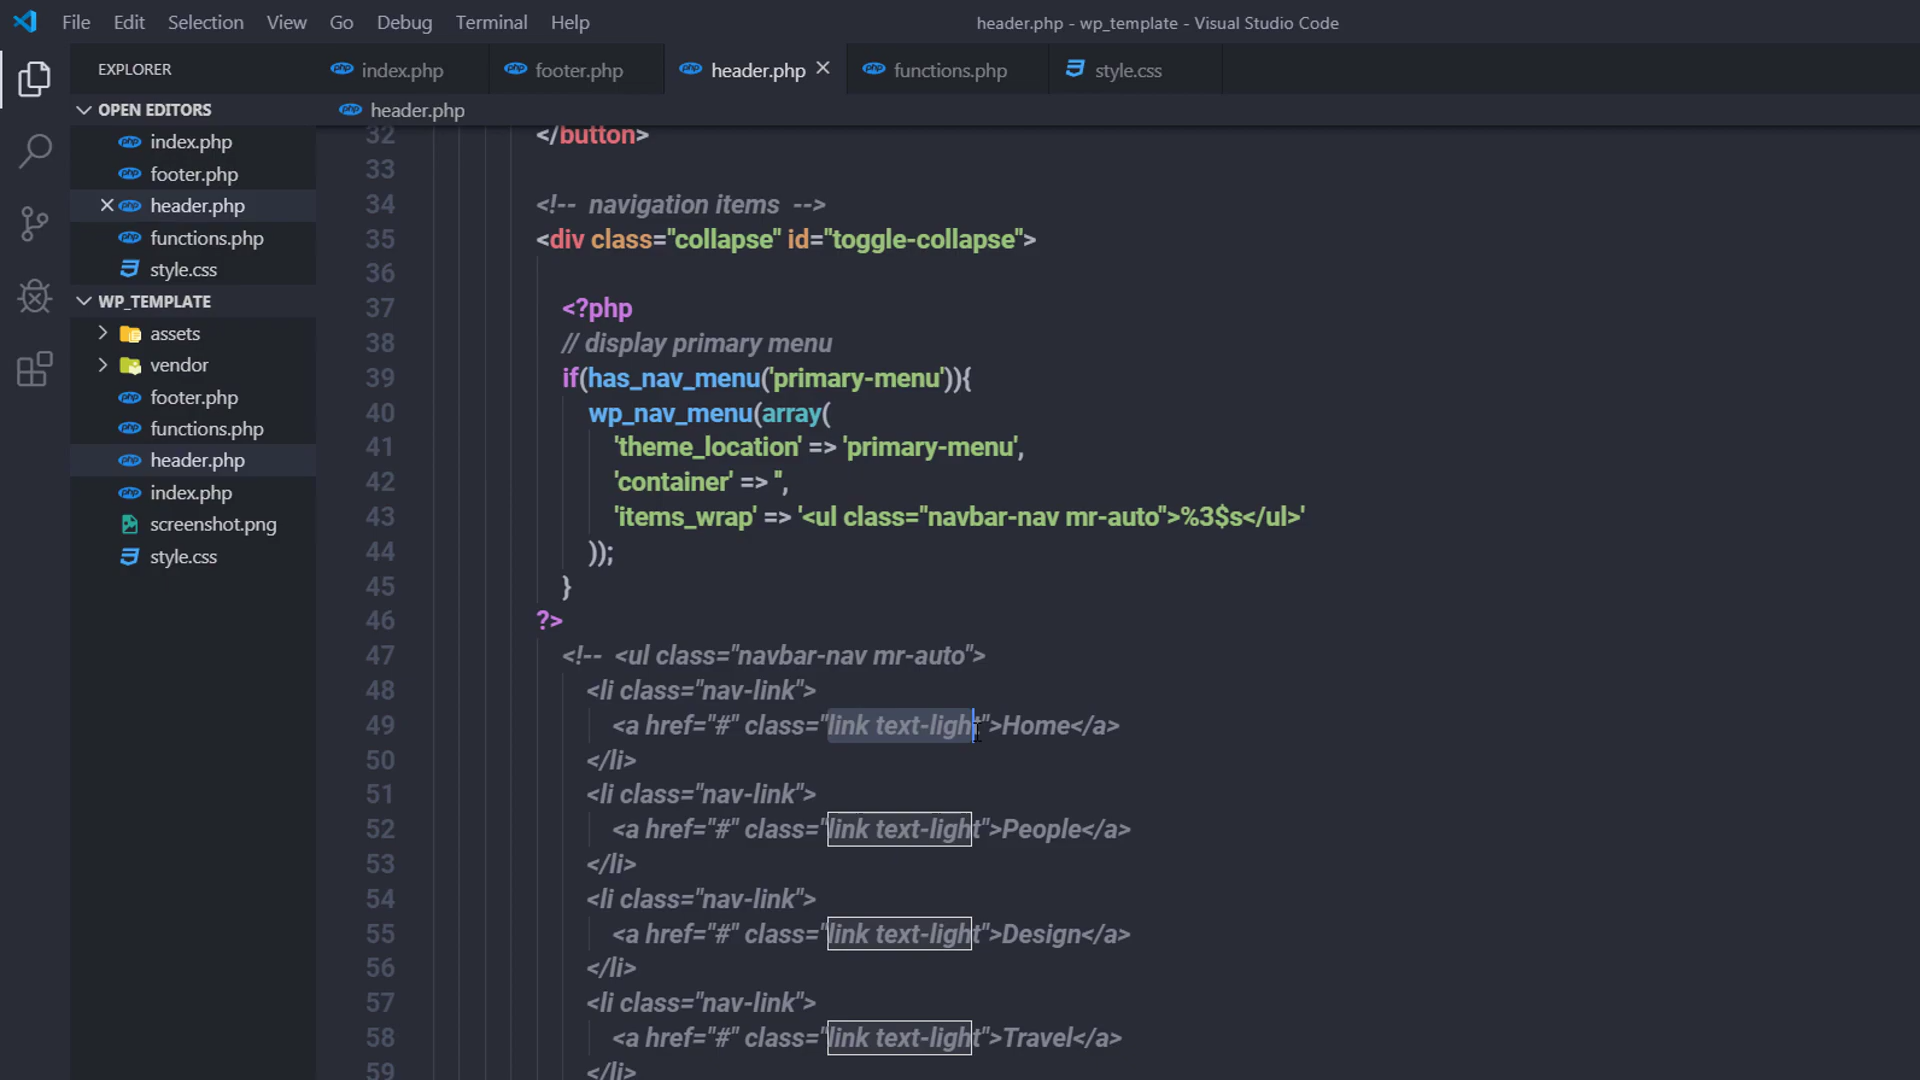 File Edit Selection View Go Debug Terminal Help
header.php - wp_template - Visual Studio Code
EXPLORER
index.php
footer.php
header.php
functions.php
style.css
OPEN EDITORS
index.php
footer.php
header.php
functions.php
style.css
WP_TEMPLATE
assets
vendor
footer.php
functions.php
header.php
index.php
screenshot.png
style.css
header.php
32 </button>
33
34 <!-- navigation items -->
35 <div class="collapse" id="toggle-collapse">
36
37 <?php
38 // display primary menu
39 if(has_nav_menu('primary-menu')){
40 wp_nav_menu(array(
41 'theme_location' => 'primary-menu',
42 'container' => '',
43 'items_wrap' => '<ul class="navbar-nav mr-auto">%3$s</ul>'
44 ));
45 }
46 ?>
47 <!-- <ul class="navbar-nav mr-auto">
48 <li class="nav-link">
49 <a href="#" class="link text-light">Home</a>
50 </li>
51 <li class="nav-link">
52 <a href="#" class="link text-light">People</a>
53 </li>
54 <li class="nav-link">
55 <a href="#" class="link text-light">Design</a>
56 </li>
57 <li class="nav-link">
58 <a href="#" class="link text-light">Travel</a>
59 </li>